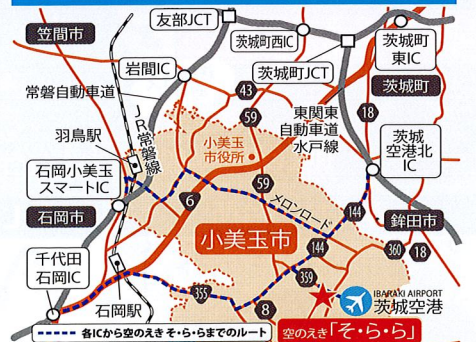 友部JCT
茨城町
東IC
笠間市
茨城町西IC
岩間IC
茨城町JCT
茨城町
43
常磐自動車道
59
東関東
自動車道
水戸線
18
JR常磐線
羽鳥駅
小美玉
市役所
茨城
空港北
IC
石岡小美玉
スマートIC
59
6
メロンロード
144
石岡市
鉾田市
小美玉市
144
360
18
千代田
石岡IC
359
石岡駅
355
8
IBARAKI AIRPORT
茨城空港
各ICから空のえき そ・ら・らまでのルート
空のえき「そ・ら・ら」